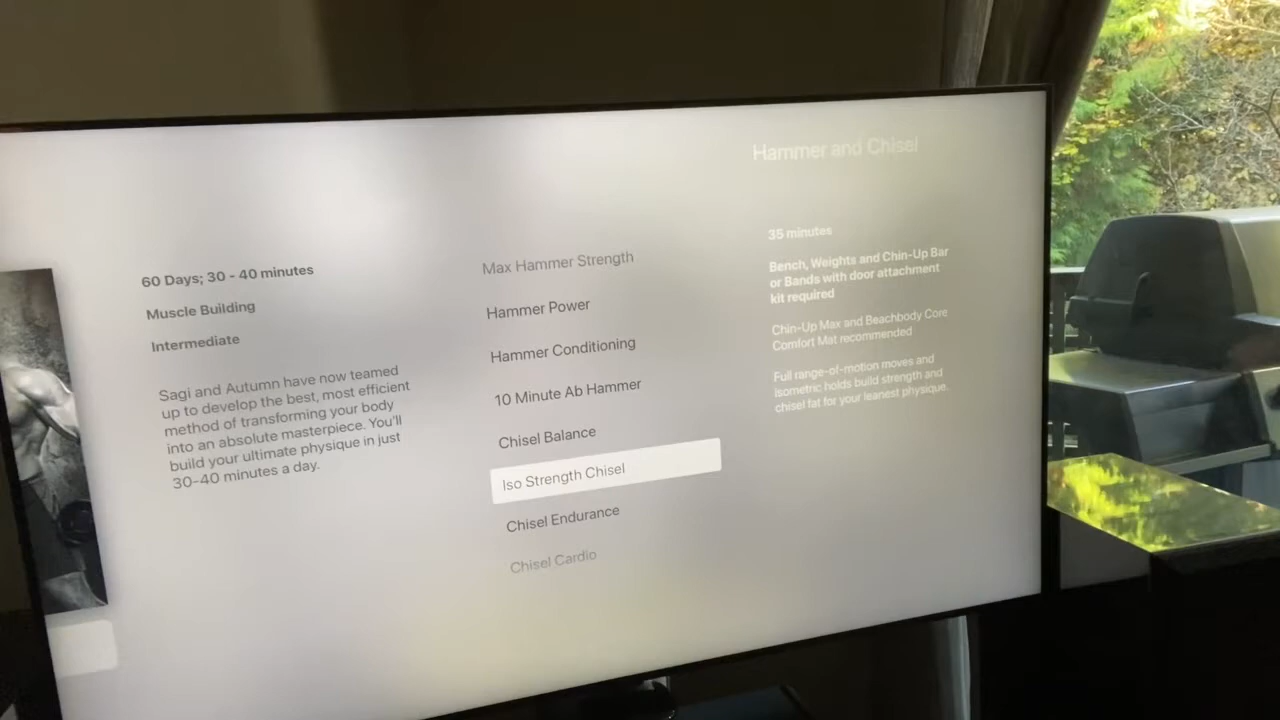 Hammer and Chisel
60 Days; 30 - 40 minutes
Muscle Building
Intermediate
Sagi and Autumn have now teamed
up to develop the best, most efficient
method of transforming your body
into an absolute masterpiece. You'll
build your ultimate physique in just
30-40 minutes a day.
Max Hammer Strength
Hammer Power
Hammer Conditioning
10 Minute Ab Hammer
Chisel Balance
Iso Strength Chisel
Chisel Endurance
Chisel Cardio
35 minutes
Bench, Weights and Chin-Up Bar
or Bands with door attachment
kit required
Chin-Up Max and Beachbody Core
Comfort Mat recommended
Full range-of-motion moves and
isometric holds build strength and
chisel fat for your leanest physique.